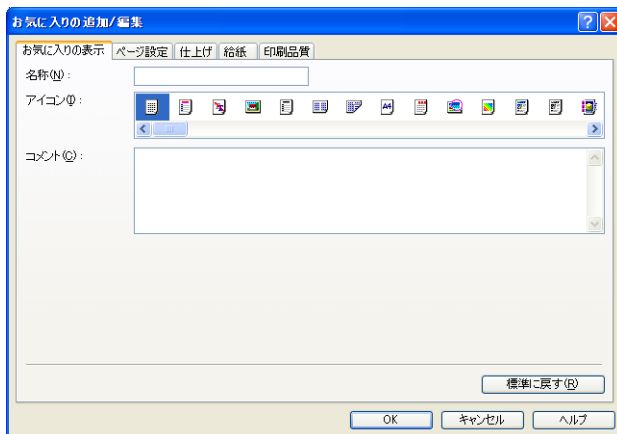 お気に入りの追加/編集
お気に入りの表示 ページ設定 仕上げ 給紙 印刷品質
名称(N):
アイコン(I):
コメント(C):
標準に戻す(R)
OK キャンセル ヘルプ